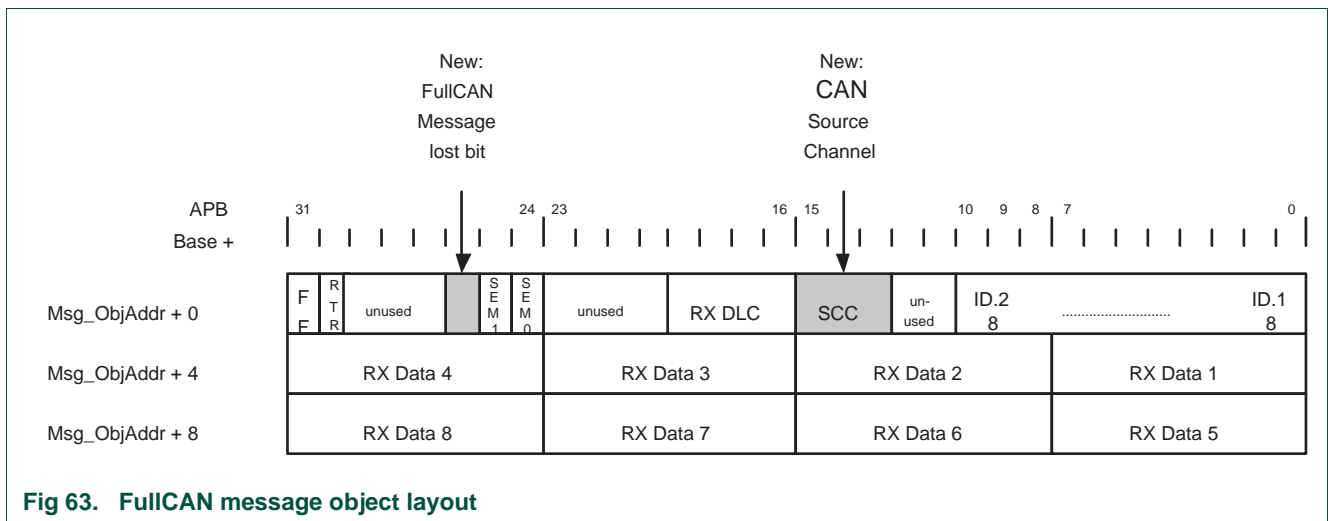 New:
FullCAN
Message
lost bit
New:
CAN
Source
Channel
APB
Base +
31 24 23 16 15 10 9 8 7 0
Msg_ObjAddr + 0
F
F
R
T
R
unused
S
E
M
1
S
E
M
0
unused
RX DLC
SCC
un-
used
ID.2
8
............................
ID.1
8
Msg_ObjAddr + 4
RX Data 4 RX Data 3 RX Data 2 RX Data 1
Msg_ObjAddr + 8
RX Data 8 RX Data 7 RX Data 6 RX Data 5
Fig 63. FullCAN message object layout